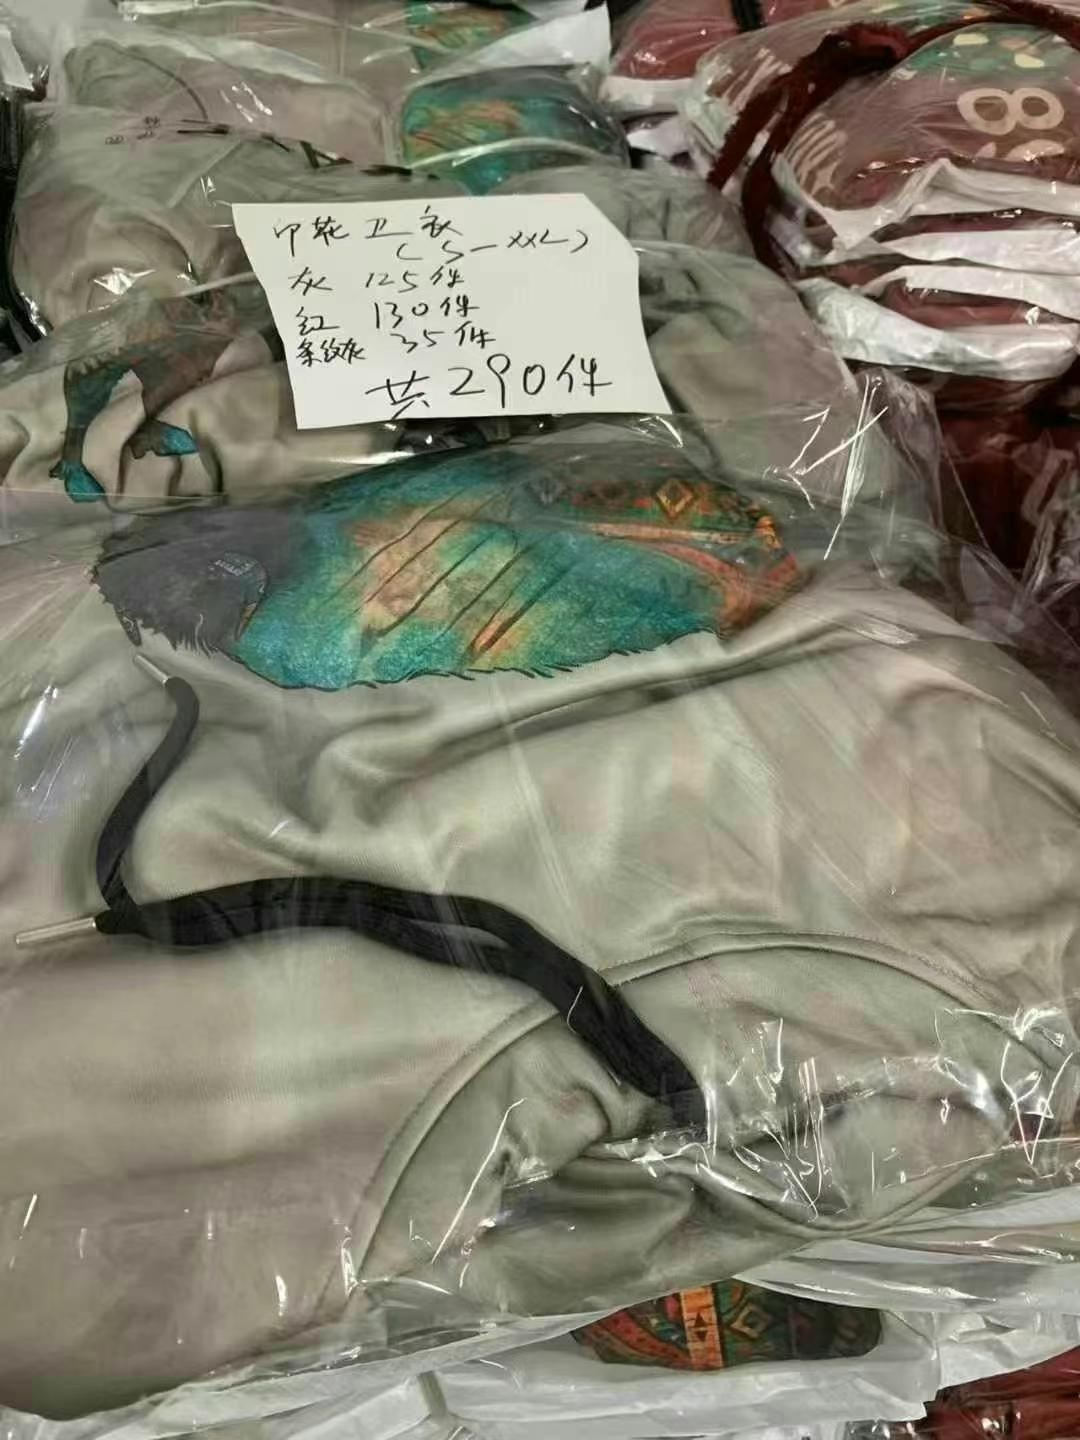 印花卫衣
(S-XXL)
灰 125件
红 130件
条纹灰 35件
共290件